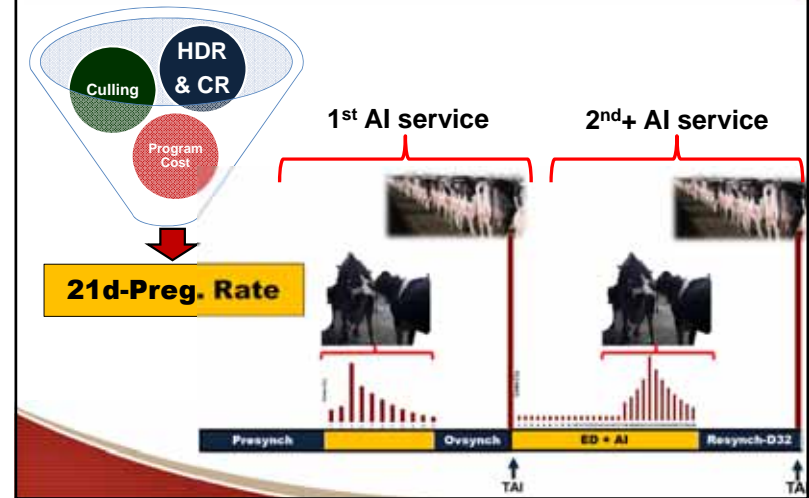 HDR
& CR
Culling
Program
Cost
1st AI service
2nd+ AI service
21d-Preg. Rate
Presynch
Ovsynch
ED + AI
Resynch-D32
TAI
TA